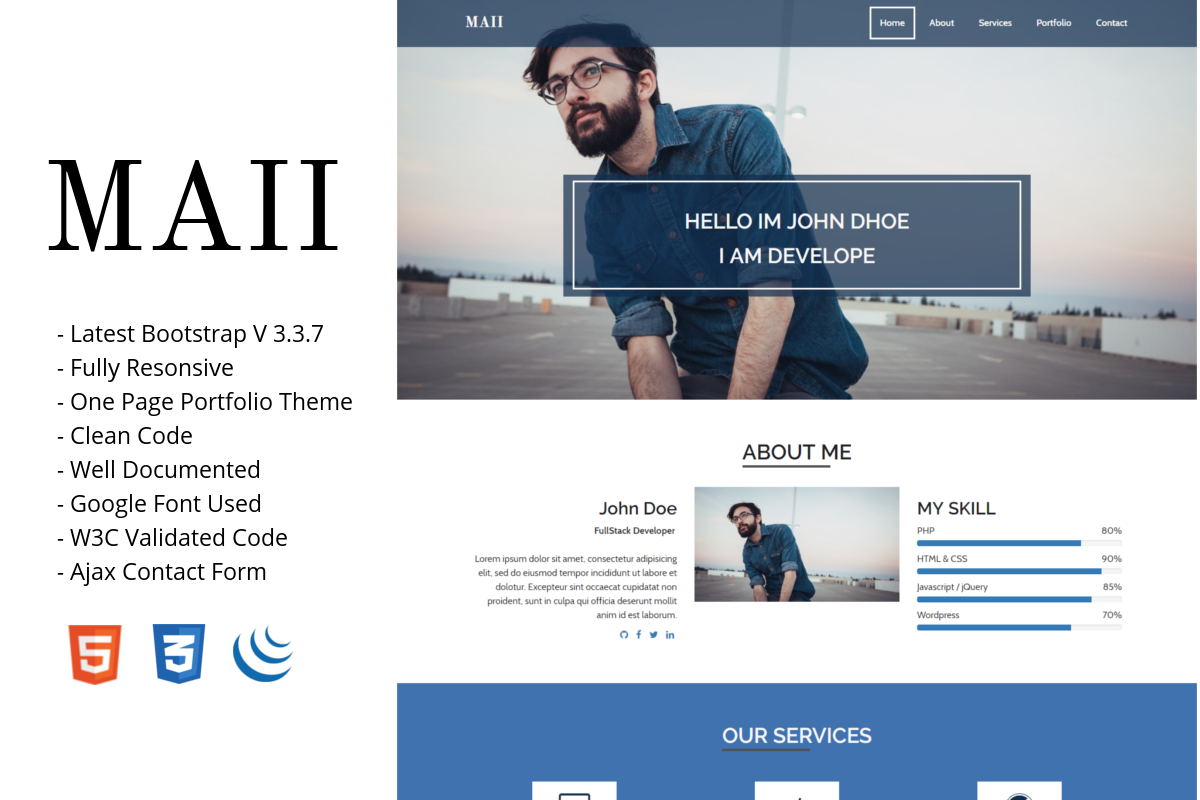 MAII
- Latest Bootstrap V 3.3.7
- Fully Resonsive
- One Page Portfolio Theme
- Clean Code
- Well Documented
- Google Font Used
- W3C Validated Code
- Ajax Contact Form
5 3
MAII Home About Services Portfolio Contact
HELLO IM JOHN DHOE
I AM DEVELOPE
ABOUT ME
John Doe
FullStack Developer
Lorem ipsum dolor sit amet, consectetur adipisicing
elit, sed do eiusmod tempor incididunt ut labore et
dolotur. Excepteur sint occaecat cupidatat non
proident, sunt in culpa qui officia deserunt mollit
anim id est laborum.
MY SKILL
PHP 80%
HTML & CSS 90%
Javascript / jQuery 85%
Wordpress 70%
OUR SERVICES